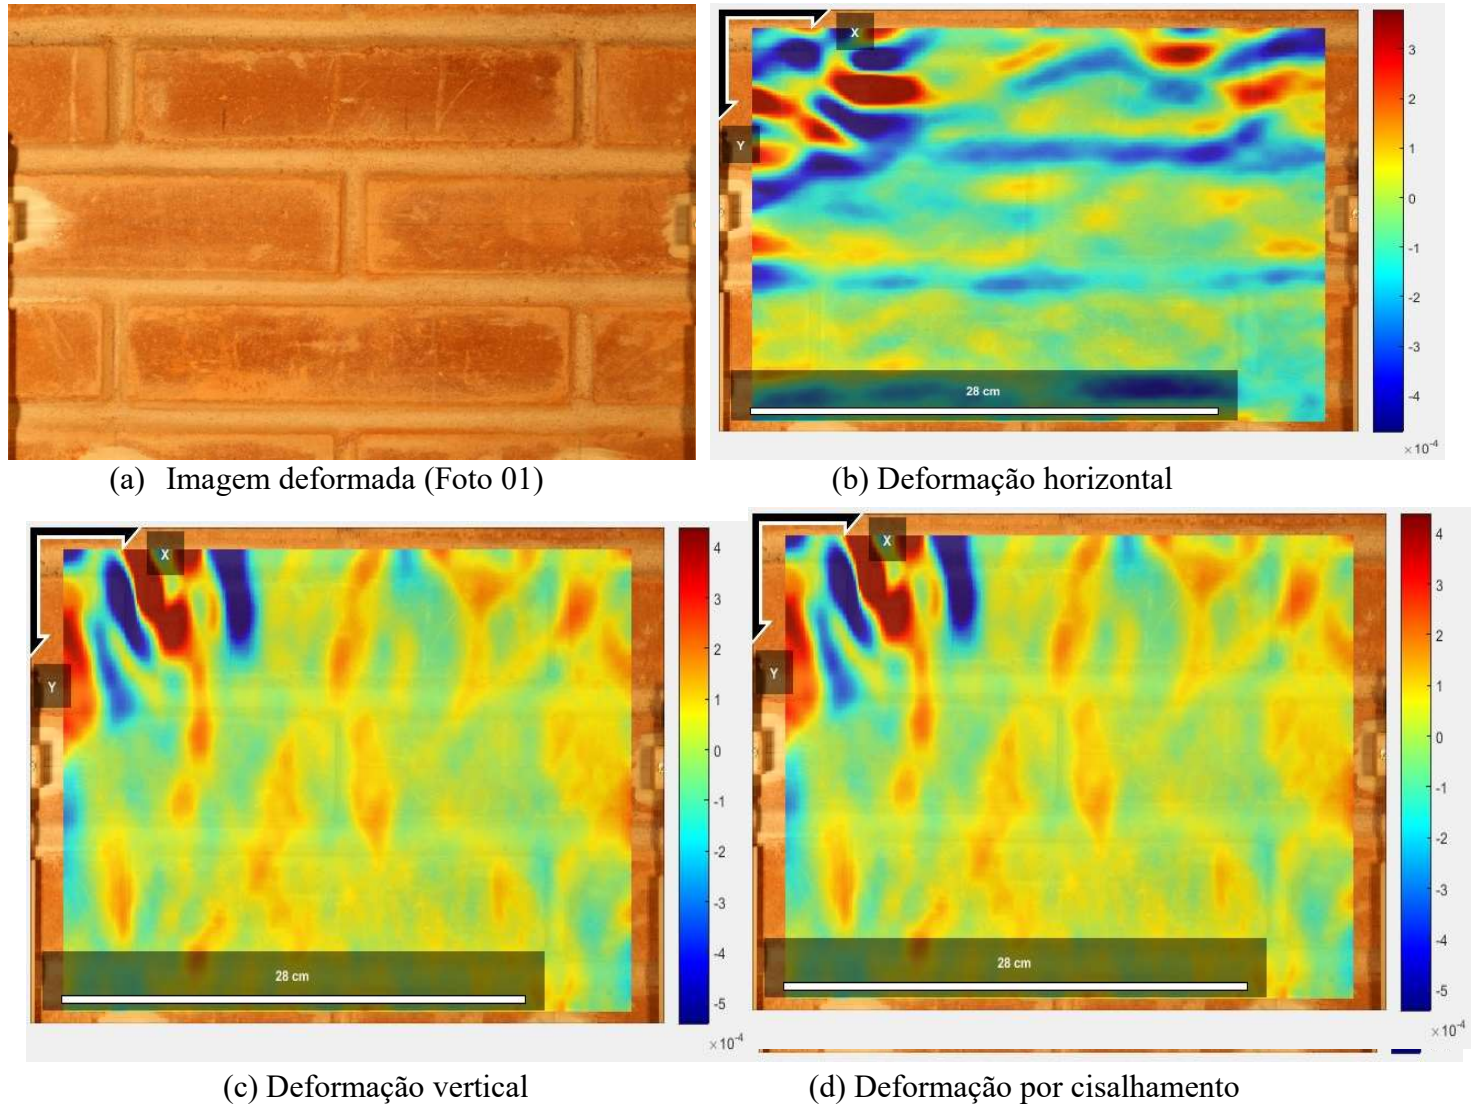 X
Y
28 cm
3
2
1
0
-1
-2
-3
-4
×10⁻⁴
(a) Imagem deformada (Foto 01)
(b) Deformação horizontal
X
Y
28 cm
4
3
2
1
0
-1
-2
-3
-4
-5
×10⁻⁴
X
Y
28 cm
4
3
2
1
0
-1
-2
-3
-4
-5
×10⁻⁴
(c) Deformação vertical
(d) Deformação por cisalhamento